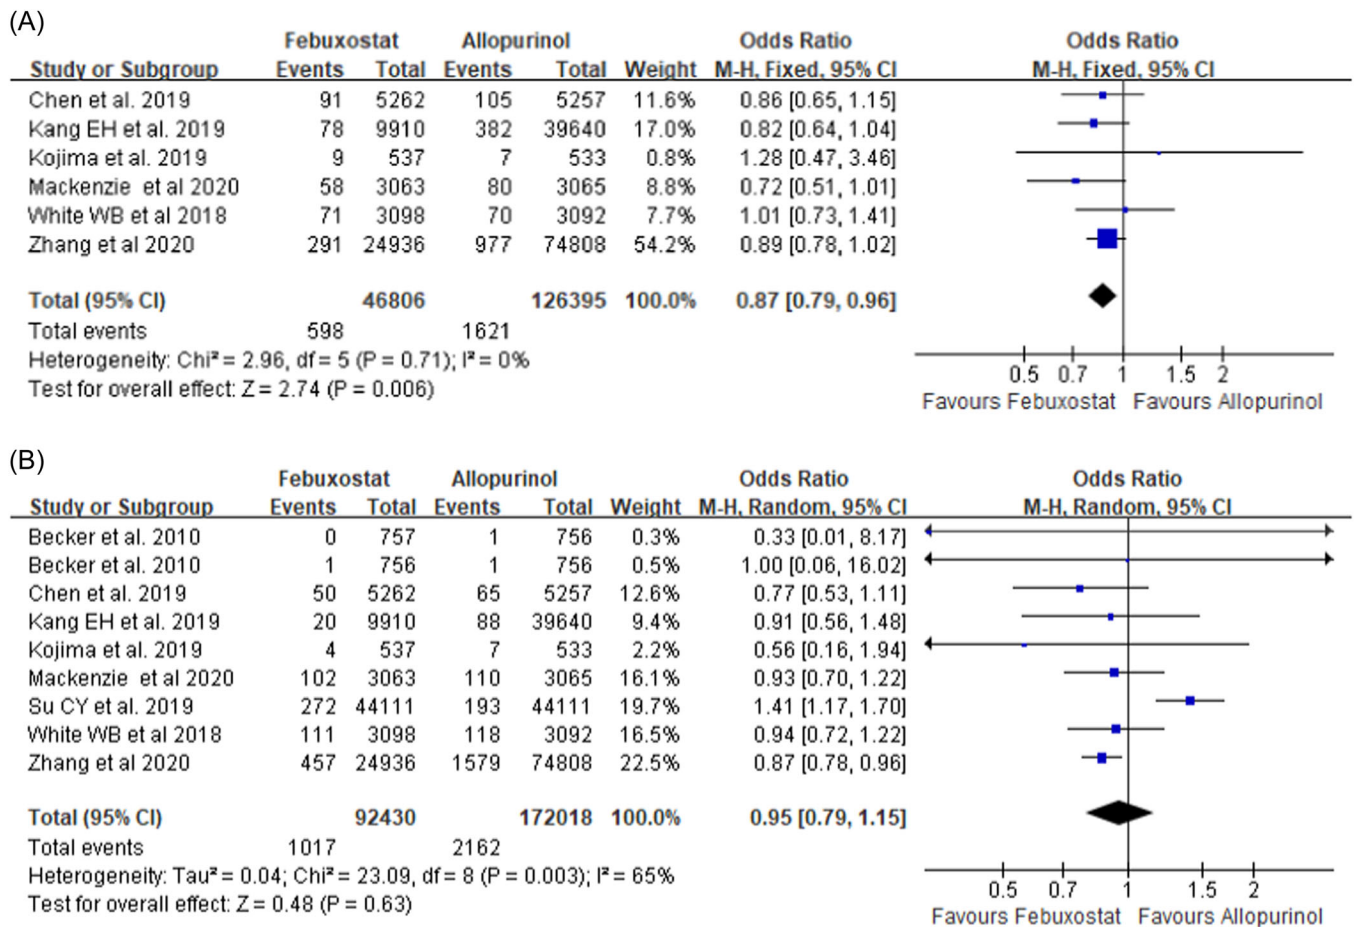 (A)
Febuxostat Allopurinol Odds Ratio Odds Ratio
Study or Subgroup Events Total Events Total Weight M-H, Fixed, 95% CI M-H, Fixed, 95% CI
Chen et al. 2019 91 5262 105 5257 11.6% 0.86 [0.65, 1.15]
Kang EH et al. 2019 78 9910 382 39640 17.0% 0.82 [0.64, 1.04]
Kojima et al. 2019 9 537 7 533 0.8% 1.28 [0.47, 3.46]
Mackenzie et al 2020 58 3063 80 3065 8.8% 0.72 [0.51, 1.01]
White WB et al 2018 71 3098 70 3092 7.7% 1.01 [0.73, 1.41]
Zhang et al 2020 291 24936 977 74808 54.2% 0.89 [0.78, 1.02]
Total (95% CI) 46806 126395 100.0% 0.87 [0.79, 0.96]
Total events 598 1621
Heterogeneity: Chi² = 2.96, df = 5 (P = 0.71); I² = 0%
Test for overall effect: Z = 2.74 (P = 0.006)
0.5 0.7 1 1.5 2
Favours Febuxostat Favours Allopurinol
(B)
Febuxostat Allopurinol Odds Ratio Odds Ratio
Study or Subgroup Events Total Events Total Weight M-H, Random, 95% CI M-H, Random, 95% CI
Becker et al. 2010 0 757 1 756 0.3% 0.33 [0.01, 8.17]
Becker et al. 2010 1 756 1 756 0.5% 1.00 [0.06, 16.02]
Chen et al. 2019 50 5262 65 5257 12.6% 0.77 [0.53, 1.11]
Kang EH et al. 2019 20 9910 88 39640 9.4% 0.91 [0.56, 1.48]
Kojima et al. 2019 4 537 7 533 2.2% 0.56 [0.16, 1.94]
Mackenzie et al 2020 102 3063 110 3065 16.1% 0.93 [0.70, 1.22]
Su CY et al. 2019 272 44111 193 44111 19.7% 1.41 [1.17, 1.70]
White WB et al 2018 111 3098 118 3092 16.5% 0.94 [0.72, 1.22]
Zhang et al 2020 457 24936 1579 74808 22.5% 0.87 [0.78, 0.96]
Total (95% CI) 92430 172018 100.0% 0.95 [0.79, 1.15]
Total events 1017 2162
Heterogeneity: Tau² = 0.04; Chi² = 23.09, df = 8 (P = 0.003); I² = 65%
Test for overall effect: Z = 0.48 (P = 0.63)
0.5 0.7 1 1.5 2
Favours Febuxostat Favours Allopurinol